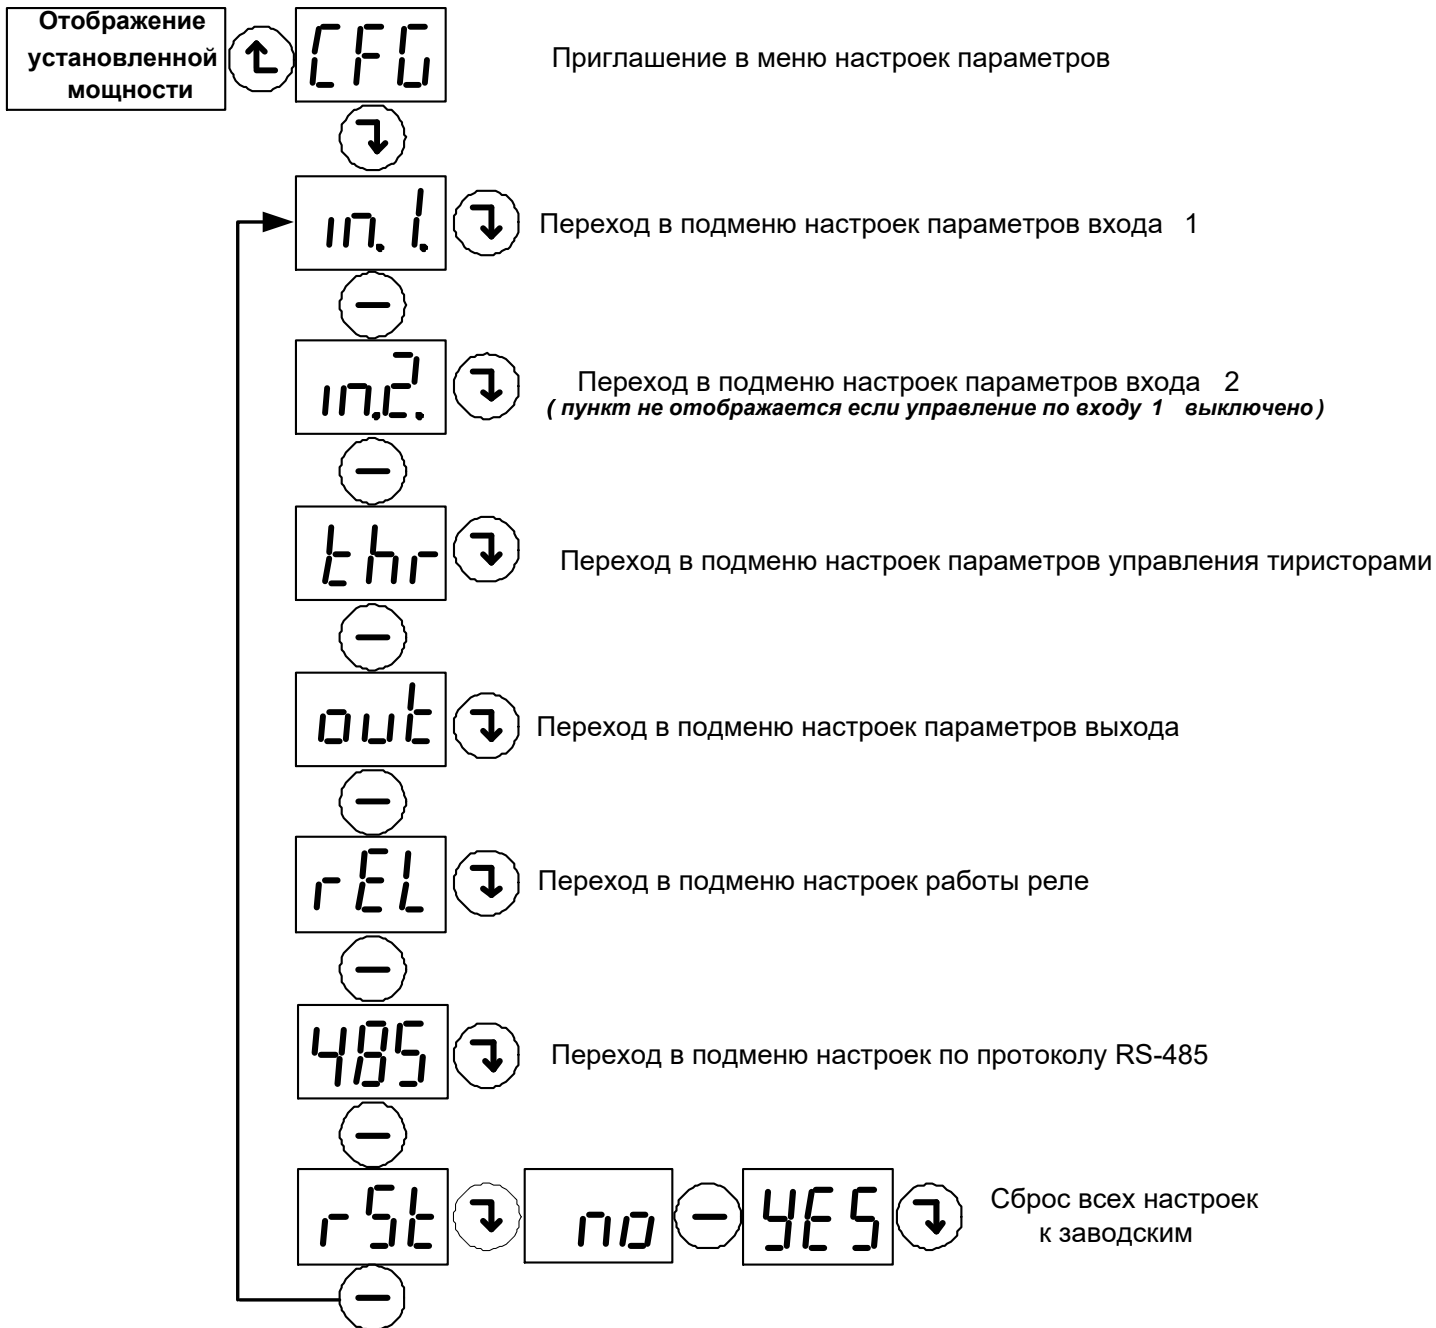 Отображение
установленной
мощности
CFG
Приглашение в меню настроек параметров
in.1.
Переход в подменю настроек параметров входа 1
in.2.
Переход в подменю настроек параметров входа 2
( пункт не отображается если управление по входу 1 выключено )
thr
Переход в подменю настроек параметров управления тиристорами
out
Переход в подменю настроек параметров выхода
rEL
Переход в подменю настроек работы реле
485
Переход в подменю настроек по протоколу RS-485
rSt
no
YES
Сброс всех настроек
к заводским